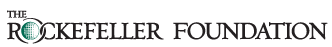 THE
ROCKEFELLER FOUNDATION